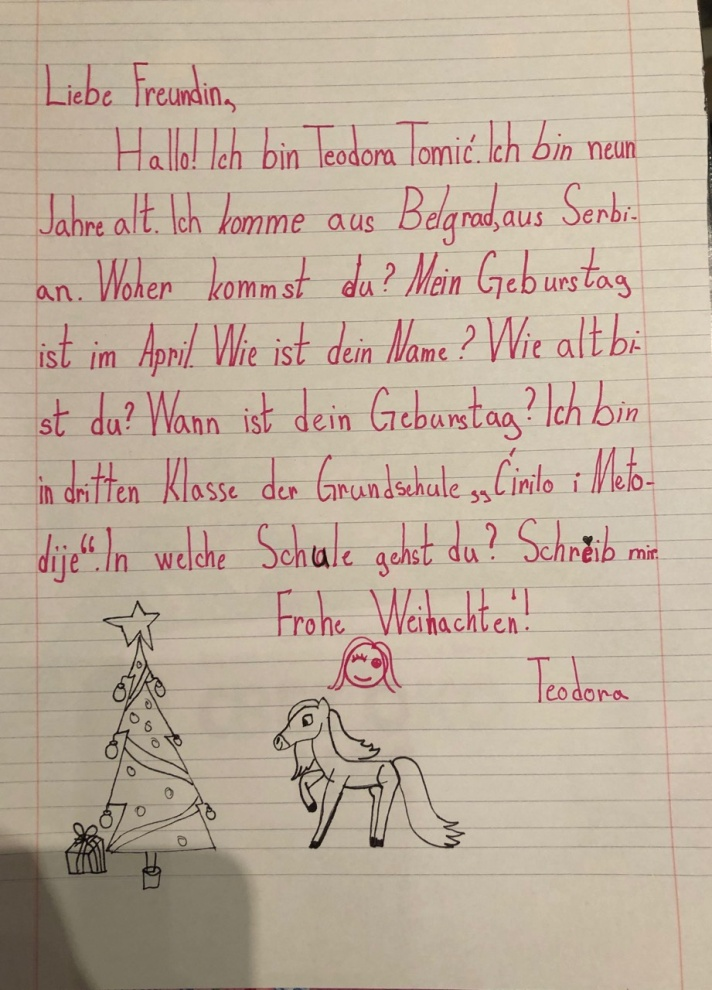 Liebe Freundin,
Hallo! Ich bin Teodora Tomić. Ich bin neun
Jahre alt. Ich komme aus Belgrad, aus Serbi-
an. Woher kommst du? Mein Geburstag
ist im April. Wie ist dein Name? Wie alt bi-
st du? Wann ist dein Geburstag? Ich bin
in dritten Klasse der Grundschule „Ćirilo i Meto-
dije“. In welche Schule gehst du? Schreib mir.
Frohe Weihachten!
Teodora